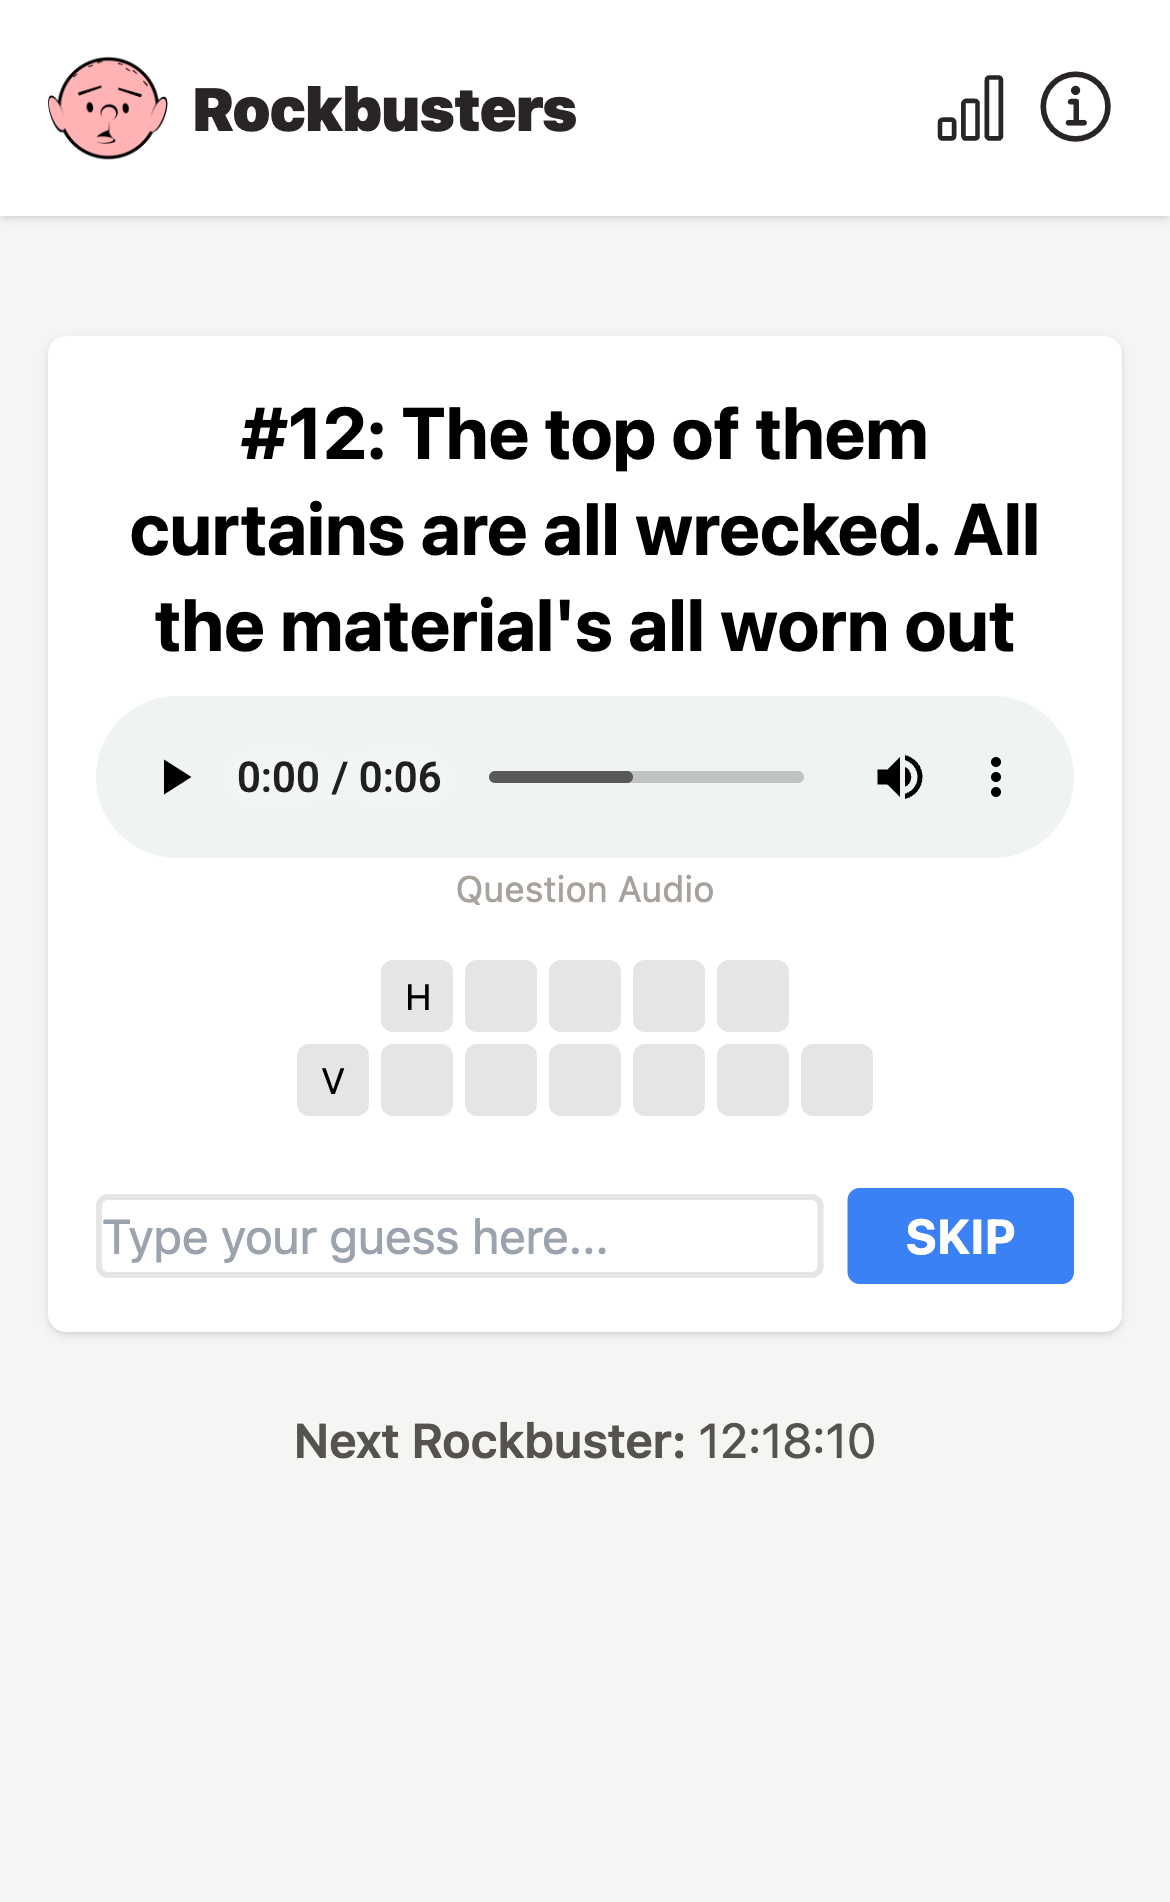 Rockbusters
#12: The top of them
curtains are all wrecked. All
the material's all worn out
0:00 / 0:06
Question Audio
H
V
Type your guess here...
SKIP
Next Rockbuster: 12:18:10